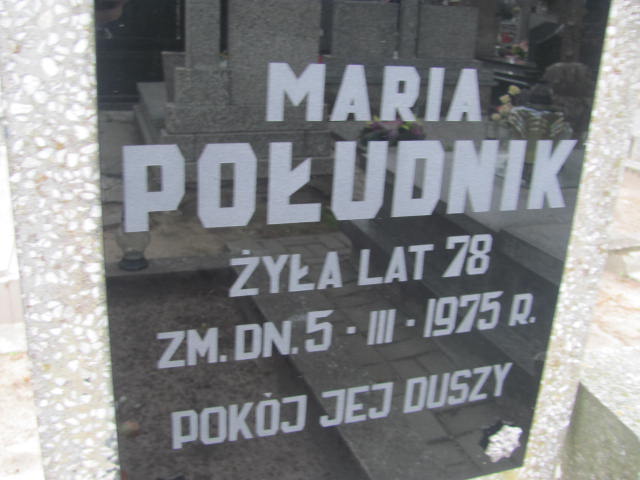 MARIA
POŁUDNIK
ŻYŁA LAT 78
ZM. DN. 5 - III - 1975 R.
POKÓJ JEJ DUSZY